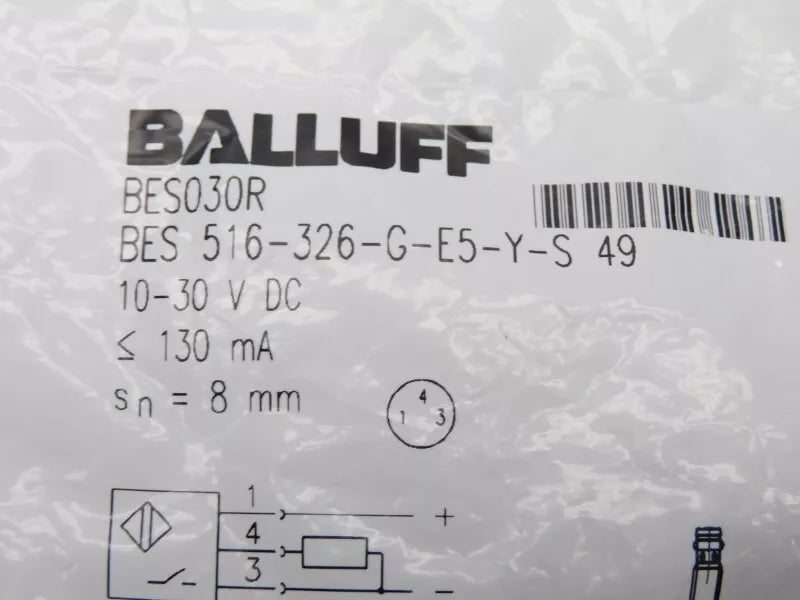 BALLUFF
BES030R
BES 516-326-G-E5-Y-S 49
10-30 V DC
≤ 130 mA
sn = 8 mm
4
1 3
1 +
4
3 −